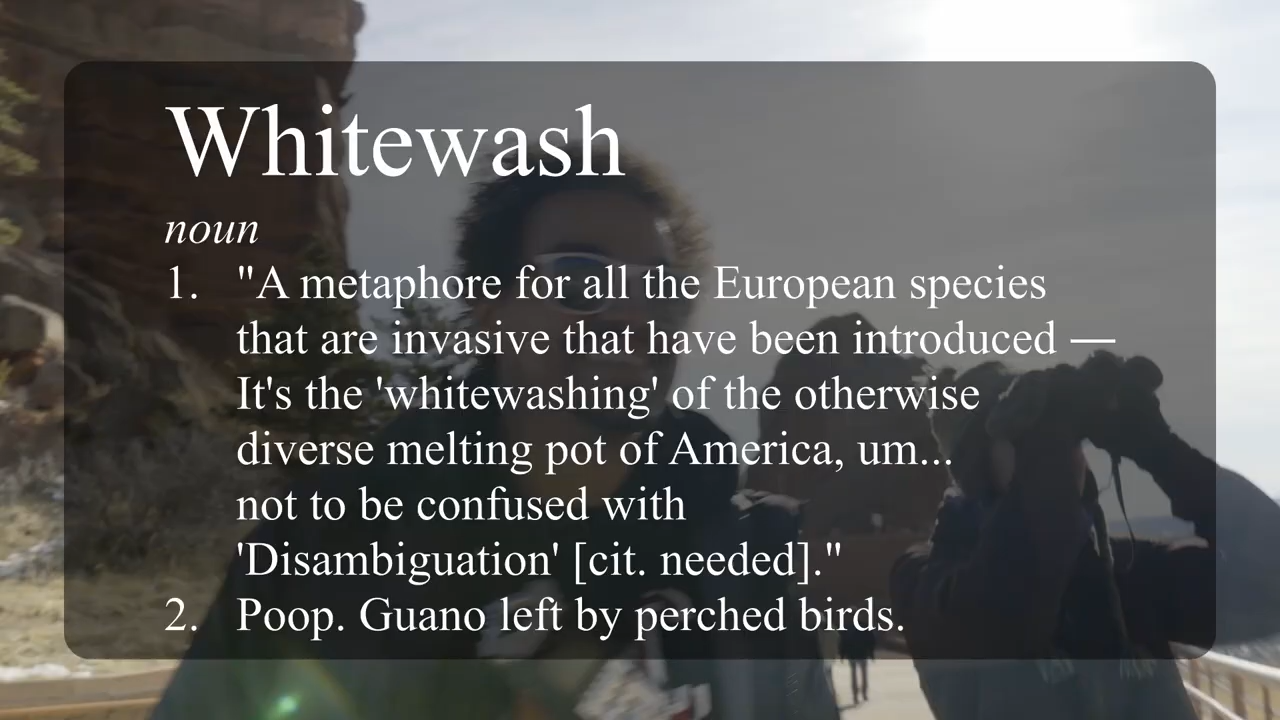 Whitewash
noun
1. "A metaphore for all the European species
that are invasive that have been introduced —
It's the 'whitewashing' of the otherwise
diverse melting pot of America, um...
not to be confused with
'Disambiguation' [cit. needed]."
2. Poop. Guano left by perched birds.